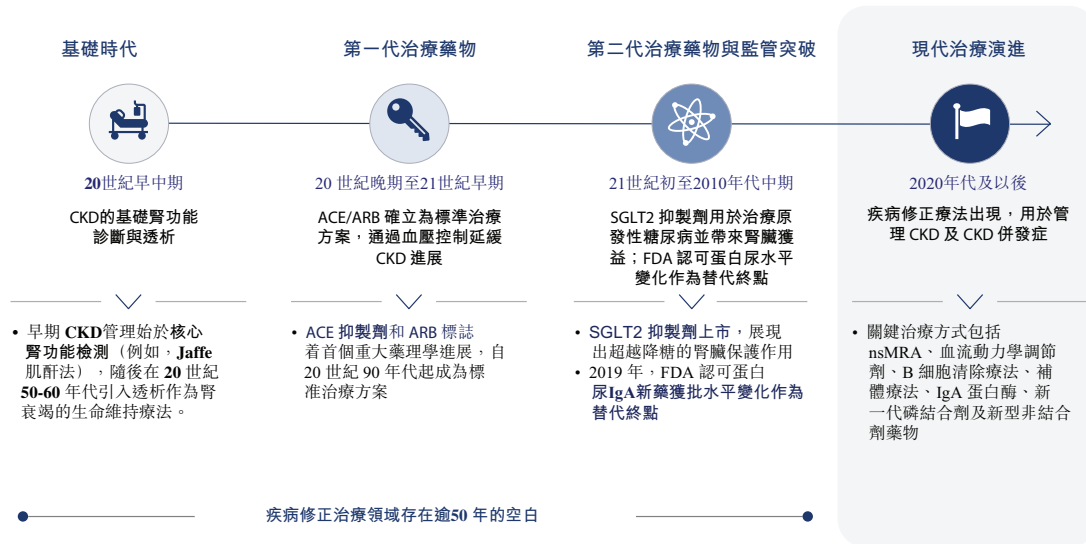 基礎時代
20世紀早中期
CKD的基礎腎功能
診斷與透析
• 早期 CKD管理始於核心
腎功能檢測（例如，Jaffe
肌酐法），隨後在 20 世紀
50-60 年代引入透析作為腎
衰竭的生命維持療法。
第一代治療藥物
20 世紀晚期至21世紀早期
ACE/ARB 確立為標準治療
方案，通過血壓控制延緩
CKD 進展
• ACE 抑製劑和 ARB 標誌
着首個重大藥理學進展，自
20 世紀 90 年代起成為標
准治療方案
第二代治療藥物與監管突破
21世紀初至2010年代中期
SGLT2 抑製劑用於治療原
發性糖尿病並帶來腎臟獲
益；FDA 認可蛋白尿水平
變化作為替代終點
• SGLT2 抑製劑上市，展現
出超越降糖的腎臟保護作用
• 2019 年，FDA 認可蛋白
尿IgA新藥獲批水平變化作為
替代終點
現代治療演進
2020年代及以後
疾病修正療法出現，用於管
理 CKD 及 CKD 併發症
• 關鍵治療方式包括
nsMRA、血流動力學調節
劑、B 細胞清除療法、補
體療法、IgA 蛋白酶、新
一代磷結合劑及新型非結合
劑藥物
疾病修正治療領域存在逾50 年的空白